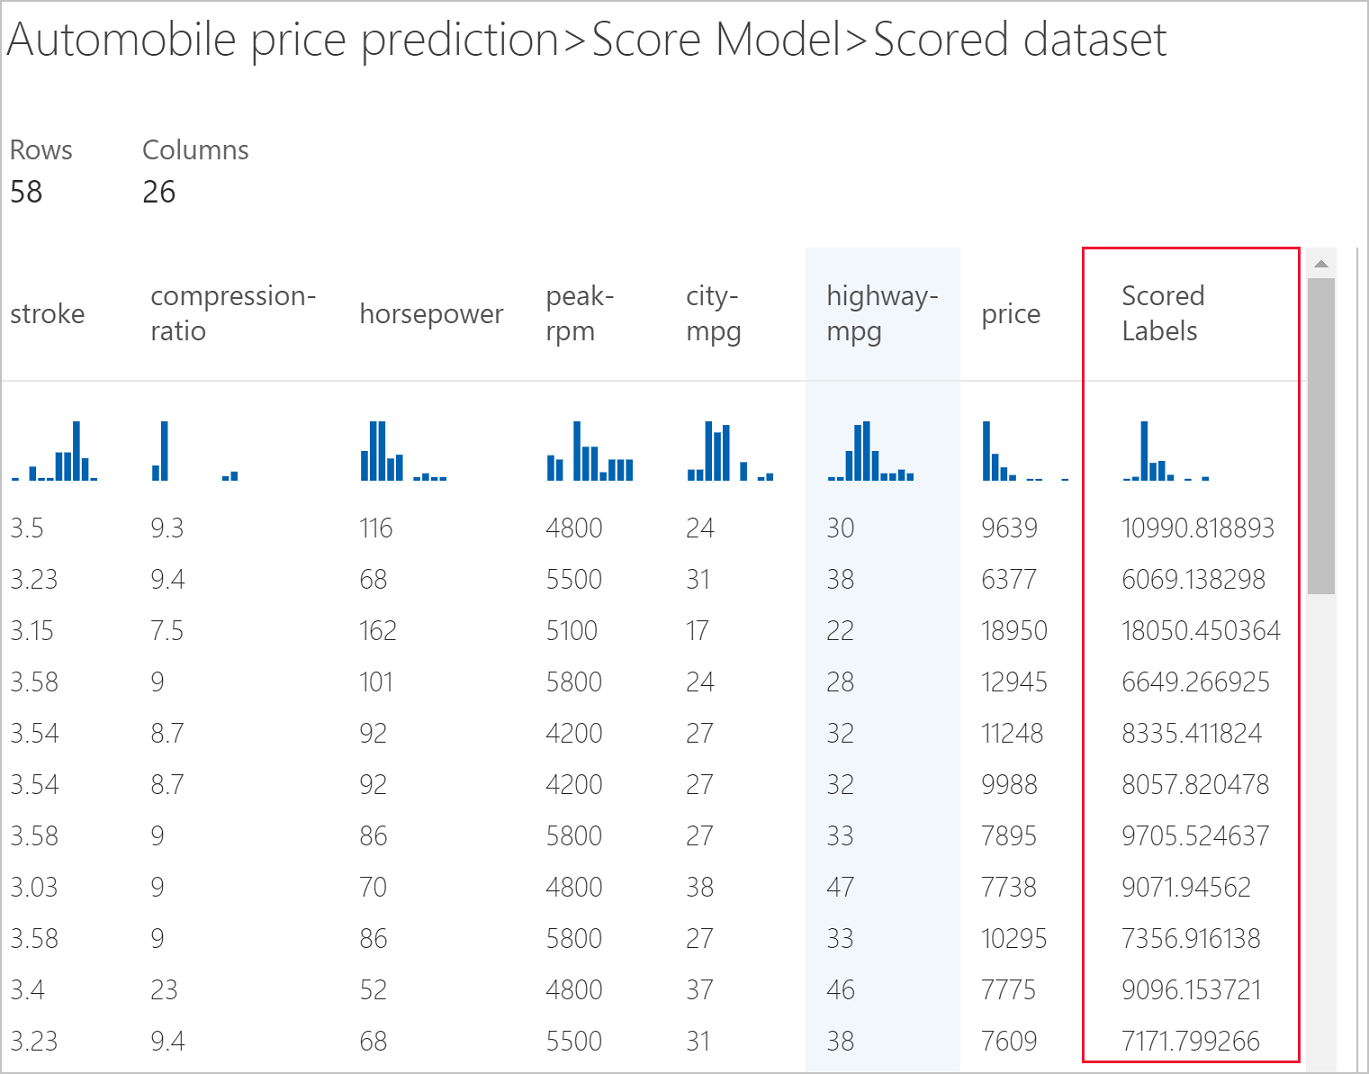 Automobile price prediction>Score Model>Scored dataset
Rows Columns
58 26
stroke compression-ratio horsepower peak-rpm city-mpg highway-mpg price Scored Labels
3.5 9.3 116 4800 24 30 9639 10990.818893
3.23 9.4 68 5500 31 38 6377 6069.138298
3.15 7.5 162 5100 17 22 18950 18050.450364
3.58 9 101 5800 24 28 12945 6649.266925
3.54 8.7 92 4200 27 32 11248 8335.411824
3.54 8.7 92 4200 27 32 9988 8057.820478
3.58 9 86 5800 27 33 7895 9705.524637
3.03 9 70 4800 38 47 7738 9071.94562
3.58 9 86 5800 27 33 10295 7356.916138
3.4 23 52 4800 37 46 7775 9096.153721
3.23 9.4 68 5500 31 38 7609 7171.799266